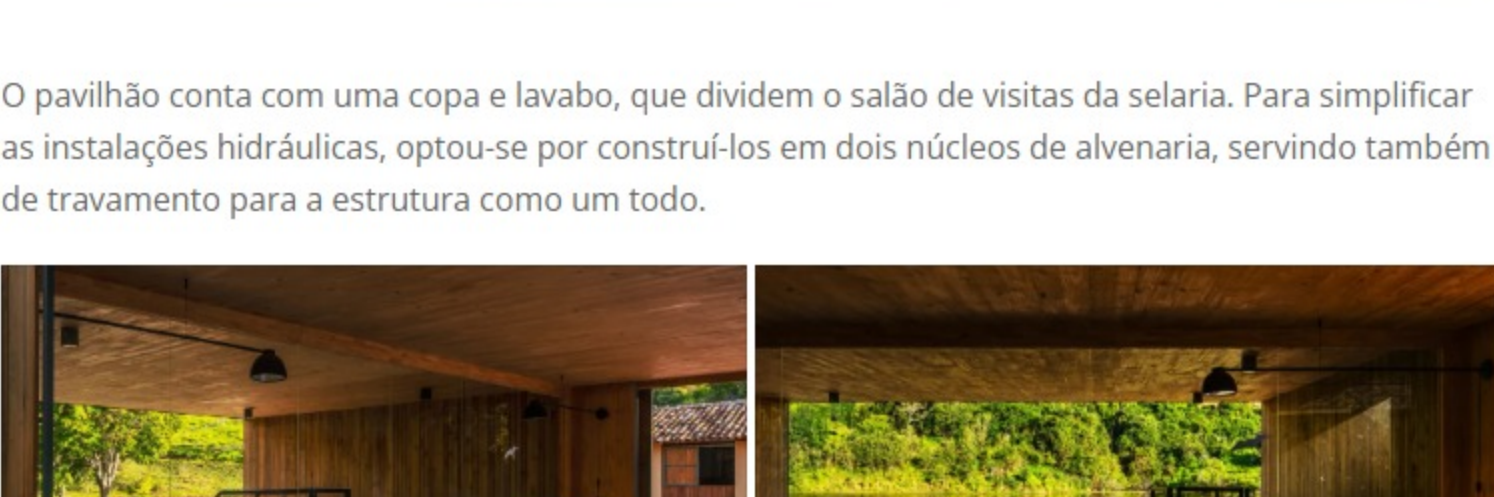 O pavilhão conta com uma copa e lavabo, que dividem o salão de visitas da selaria. Para simplificar
as instalações hidráulicas, optou-se por construí-los em dois núcleos de alvenaria, servindo também
de travamento para a estrutura como um todo.